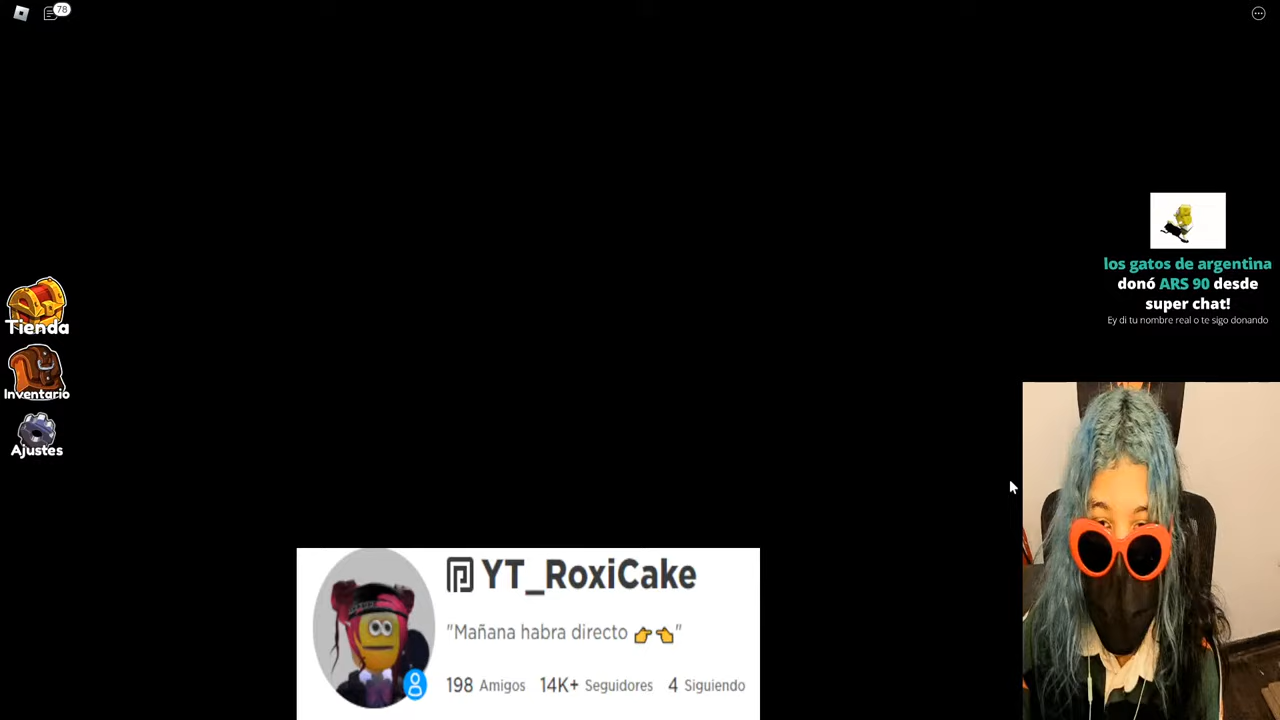 78
los gatos de argentina
donó ARS 90 desde
super chat!
Ey di tu nombre real o te sigo donando
Tienda
Inventario
Ajustes
YT_RoxiCake
"Mañana habra directo 👉👈"
198 Amigos 14K+ Seguidores 4 Siguiendo